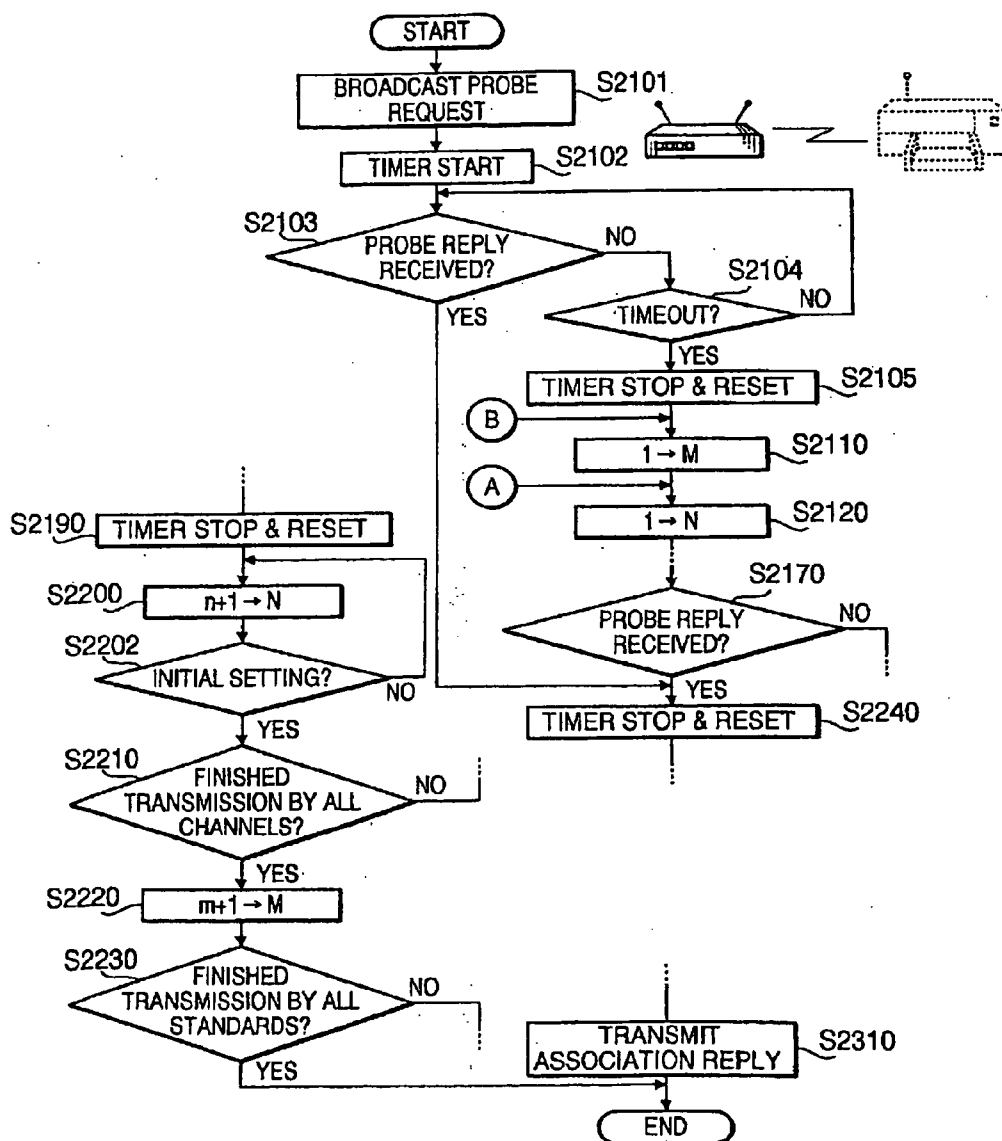 START
BROADCAST PROBE
REQUEST
S2101
TIMER START
S2102
S2103
PROBE REPLY
RECEIVED?
NO
YES
S2104
TIMEOUT?
NO
YES
TIMER STOP & RESET
S2105
B
1 → M
S2110
A
1 → N
S2120
S2170
PROBE REPLY
RECEIVED?
NO
YES
TIMER STOP & RESET
S2240
S2190
TIMER STOP & RESET
S2200
n+1 → N
S2202
INITIAL SETTING?
NO
YES
S2210
FINISHED
TRANSMISSION BY ALL
CHANNELS?
NO
YES
S2220
m+1 → M
S2230
FINISHED
TRANSMISSION BY ALL
STANDARDS?
NO
YES
TRANSMIT
ASSOCIATION REPLY
S2310
END